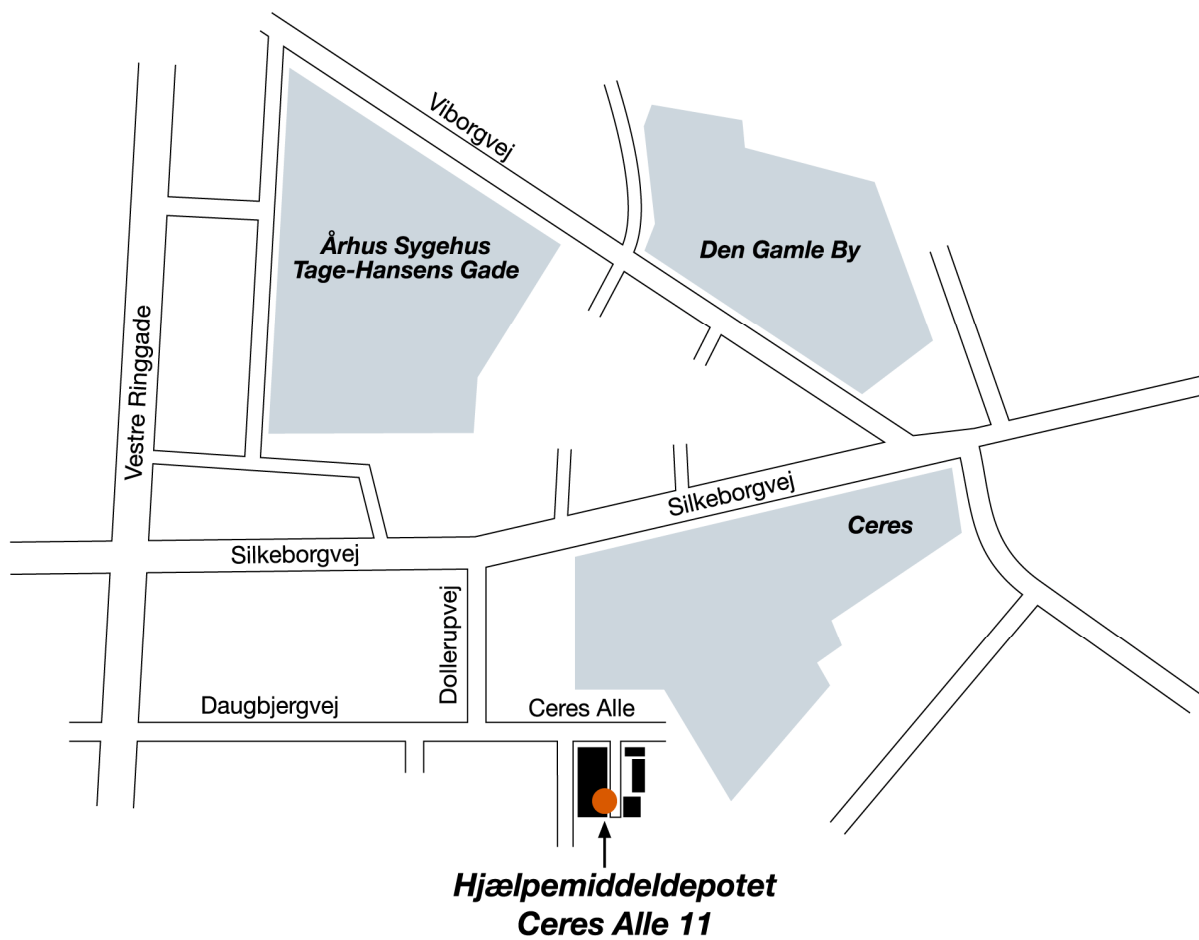 Viborgvej
Århus Sygehus
Tage-Hansens Gade
Den Gamle By
Vestre Ringgade
Silkeborgvej
Ceres
Silkeborgvej
Dollerupvej
Daugbjergvej
Ceres Alle
Hjælpemiddeldepotet
Ceres Alle 11